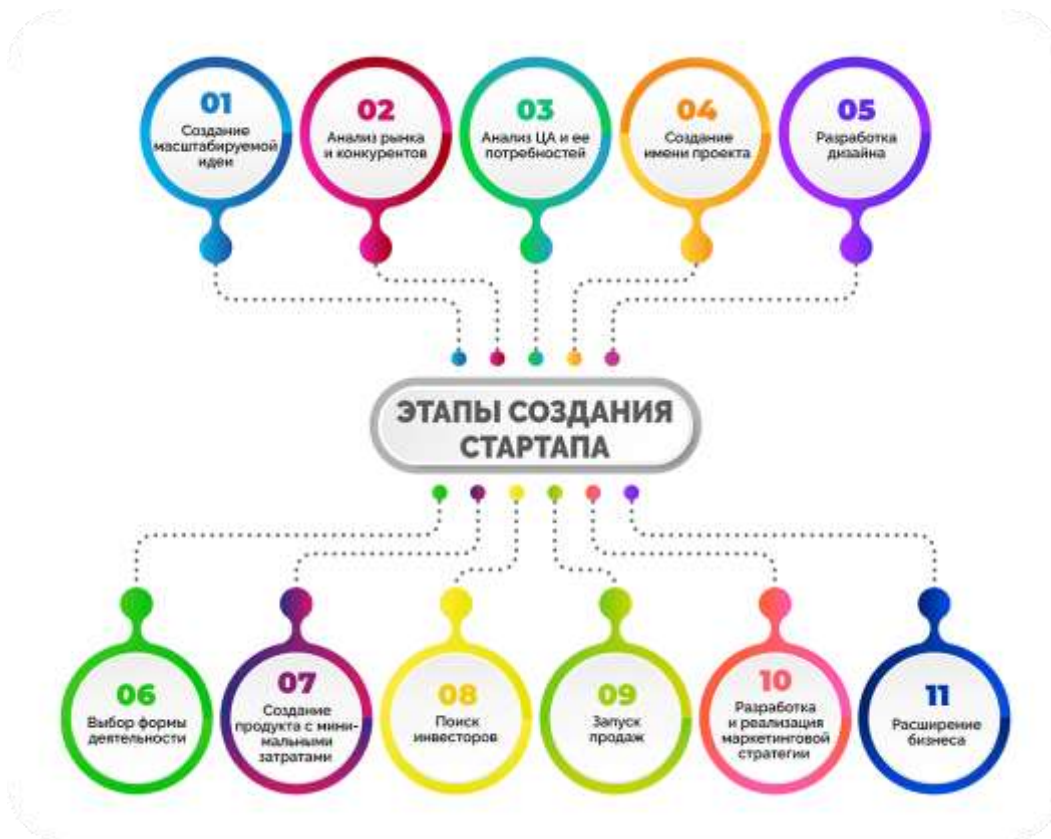 01
Создание
масштабируемой
идеи
02
Анализ рынка
и конкурентов
03
Анализ ЦА и ее
потребностей
04
Создание
имени проекта
05
Разработка
дизайна
ЭТАПЫ СОЗДАНИЯ
СТАРТАПА
06
Выбор формы
деятельности
07
Создание
продукта с мини-
мальными
затратами
08
Поиск
инвесторов
09
Запуск
продаж
10
Разработка
и реализация
маркетинговой
стратегии
11
Расширение
бизнеса